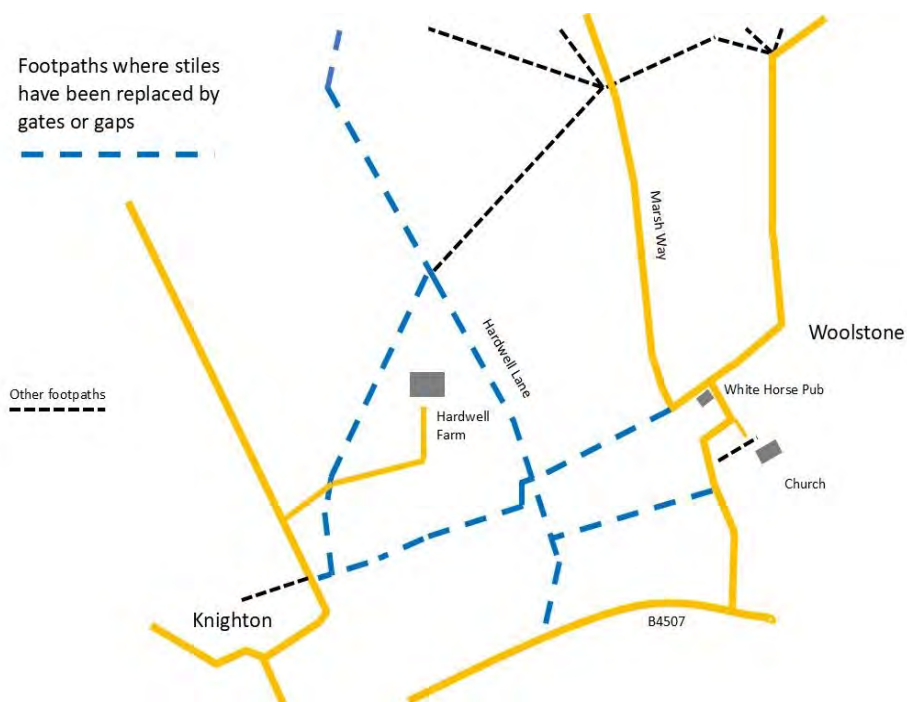 Footpaths where stiles
have been replaced by
gates or gaps
Marsh Way
Woolstone
Hardwell Lane
Other footpaths
White Horse Pub
Hardwell
Farm
Church
Knighton
B4507